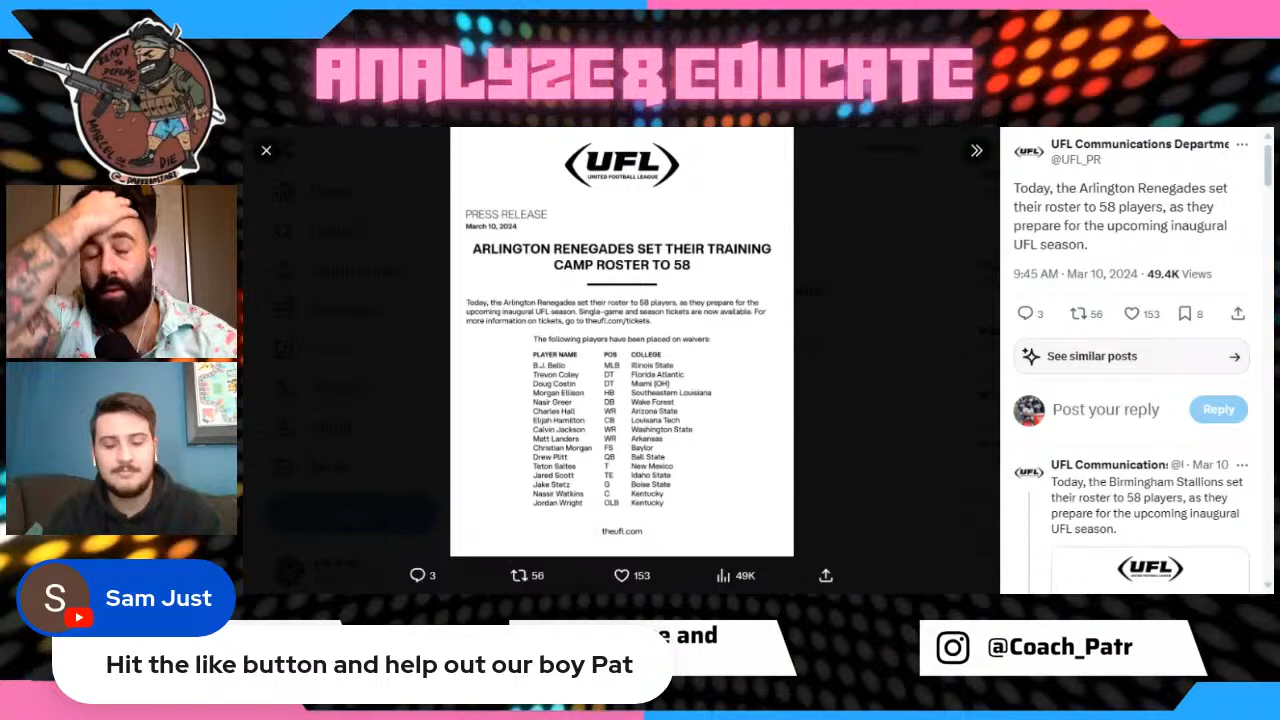 ANALYZE & EDUCATE
READY
TO
DEFEND
DIE
UFL
UNITED FOOTBALL LEAGUE
PRESS RELEASE
March 10, 2024
ARLINGTON RENEGADES SET THEIR TRAINING
CAMP ROSTER TO 58
Today, the Arlington Renegades set their roster to 58 players, as they prepare for the
upcoming inaugural UFL season. Single-game and season tickets are now available. For
more information on tickets, go to theufl.com/tickets.
The following players have been placed on waivers:
PLAYER NAME POS COLLEGE
B.J. Bello MLB Illinois State
Trevon Coley DT Florida Atlantic
Doug Costin DT Miami (OH)
Morgan Ellison HB Southeastern Louisiana
Nasir Greer DB Wake Forest
Charles Hall WR Arizona State
Elijah Hamilton CB Louisana Tech
Calvin Jackson WR Washington State
Matt Landers WR Arkansas
Christian Morgan FS Baylor
Drew Plitt QB Ball State
Teton Saltes T New Mexico
Jared Scott TE Idaho State
Jake Stetz G Boise State
Nassir Watkins C Kentucky
Jordan Wright OLB Kentucky
theufl.com
3 56 153 49K
UFL
UFL Communications Departme ...
@UFL_PR
Today, the Arlington Renegades set
their roster to 58 players, as they
prepare for the upcoming inaugural
UFL season.
9:45 AM · Mar 10, 2024 · 49.4K Views
3 56 153 8
See similar posts
Post your reply
Reply
UFL
UFL Communications @l · Mar 10 ...
Today, the Birmingham Stallions set
their roster to 58 players, as they
prepare for the upcoming inaugural
UFL season.
UFL
S
Sam Just
Hit the like button and help out our boy Pat
e and
@Coach_Patr